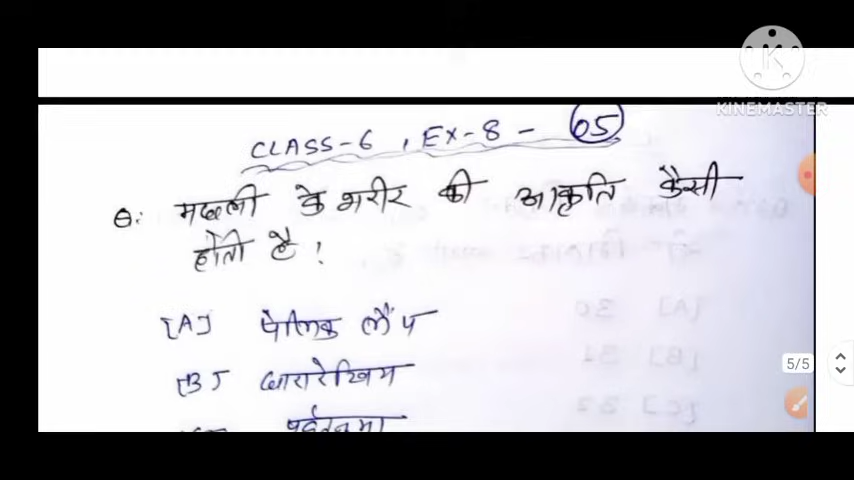 KINEMASTER
CLASS-6 , EX-8 - 05
Q: मछली के शरीर की आकृति कैसी
होती है ?
[A]
[B] धारारेखिय
5/5